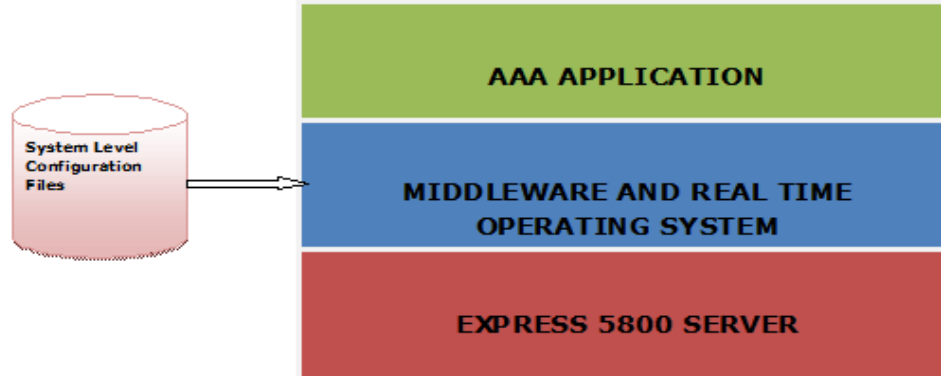 System Level
Configuration
Files
AAA APPLICATION
MIDDLEWARE AND REAL TIME
OPERATING SYSTEM
EXPRESS 5800 SERVER